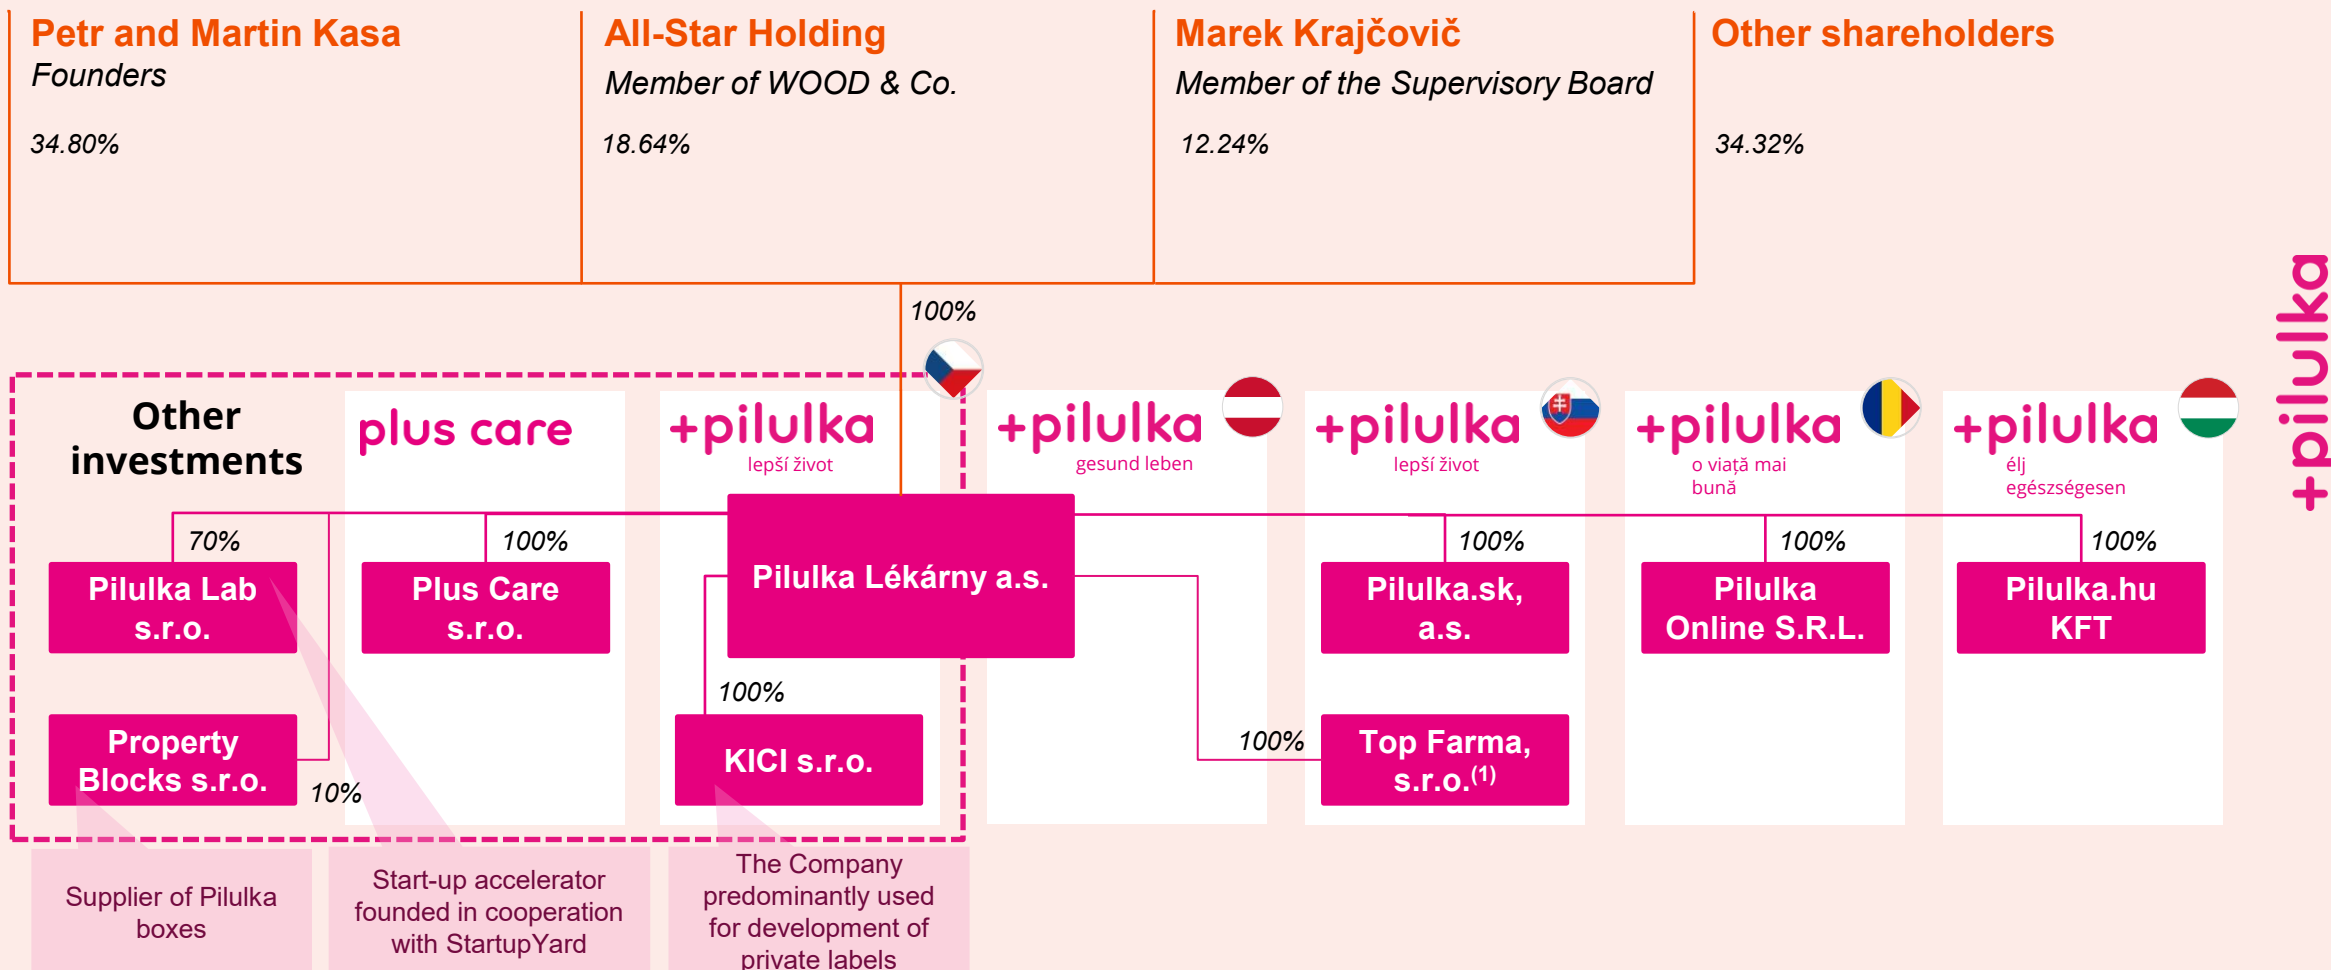 Petr and Martin Kasa
Founders
34.80%
All-Star Holding
Member of WOOD & Co.
18.64%
Marek Krajčovič
Member of the Supervisory Board
12.24%
Other shareholders
34.32%
100%
+pilulka
Other
investments
plus care
+pilulka
lepší život
+pilulka
gesund leben
+pilulka
lepší život
+pilulka
o viață mai
bună
+pilulka
élj
egészségesen
70%
100%
100%
100%
100%
Pilulka Lab
s.r.o.
Plus Care
s.r.o.
Pilulka Lékárny a.s.
Pilulka.sk,
a.s.
Pilulka
Online S.R.L.
Pilulka.hu
KFT
100%
100%
Property
Blocks s.r.o.
10%
KICI s.r.o.
Top Farma,
s.r.o.(1)
Supplier of Pilulka
boxes
Start-up accelerator
founded in cooperation
with StartupYard
The Company
predominantly used
for development of
private labels